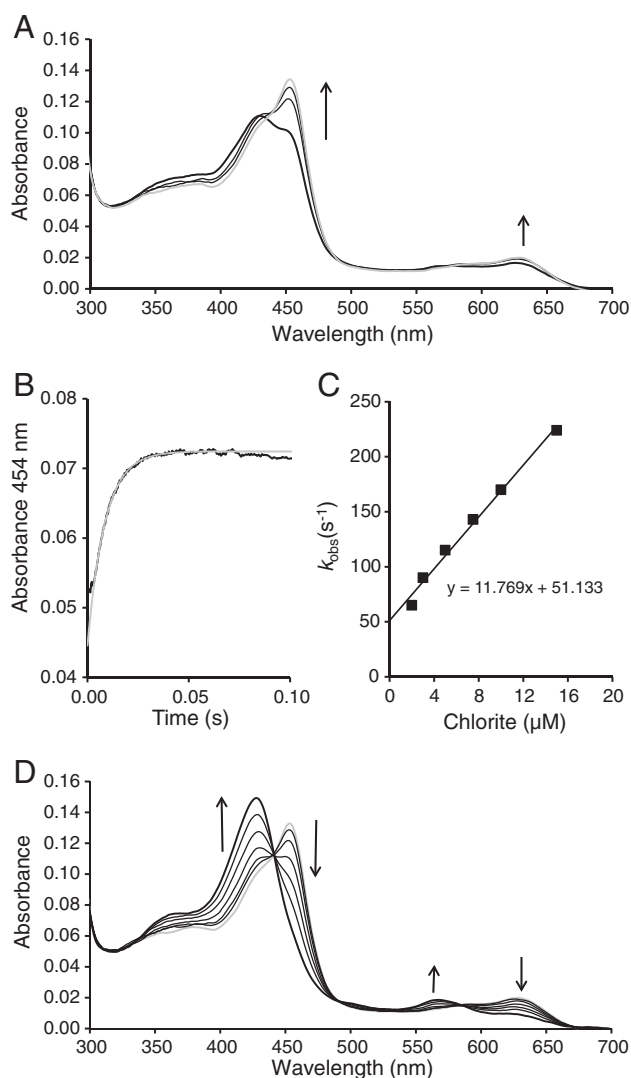 A
0.16
0.14
0.12
0.10
0.08
0.06
0.04
0.02
0.00
Absorbance
300 350 400 450 500 550 600 650 700
Wavelength (nm)
B
0.08
0.07
0.06
0.05
0.04
Absorbance 454 nm
0.00 0.05 0.10
Time (s)
C
250
200
150
100
50
0
kobs(s-1)
y = 11.769x + 51.133
0 4 8 12 16 20
Chlorite (μM)
D
0.16
0.14
0.12
0.10
0.08
0.06
0.04
0.02
0.00
Absorbance
300 350 400 450 500 550 600 650 700
Wavelength (nm)